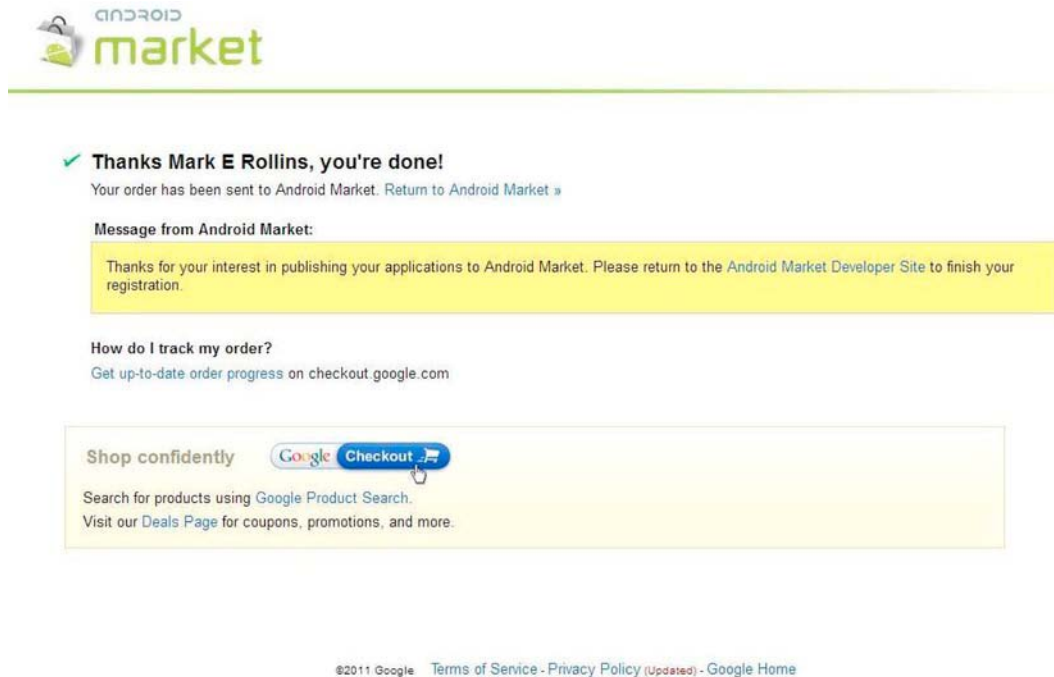 ANDROID
market
Thanks Mark E Rollins, you're done!
Your order has been sent to Android Market. Return to Android Market »
Message from Android Market:
Thanks for your interest in publishing your applications to Android Market. Please return to the Android Market Developer Site to finish your
registration.
How do I track my order?
Get up-to-date order progress on checkout.google.com
Shop confidently Google Checkout
Search for products using Google Product Search.
Visit our Deals Page for coupons, promotions, and more.
©2011 Google Terms of Service - Privacy Policy (Updated) - Google Home